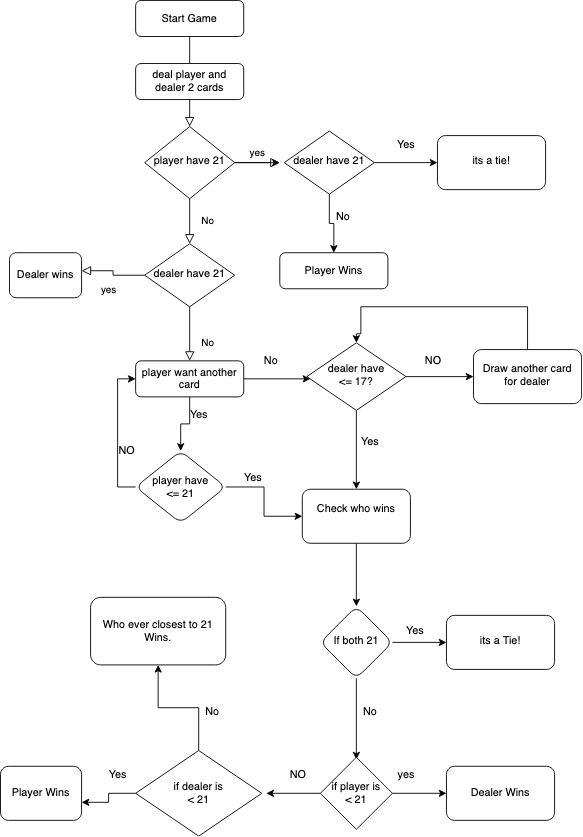 Start Game
deal player and
dealer 2 cards
player have 21
yes
dealer have 21
Yes
its a tie!
No
No
Player Wins
Dealer wins
yes
dealer have 21
No
player want another
card
No
dealer have
<= 17?
NO
Draw another card
for dealer
Yes
NO
Yes
player have
<= 21
Yes
Check who wins
Who ever closest to 21
Wins.
If both 21
Yes
its a Tie!
No
No
Player Wins
Yes
if dealer is
< 21
NO
if player is
< 21
yes
Dealer Wins